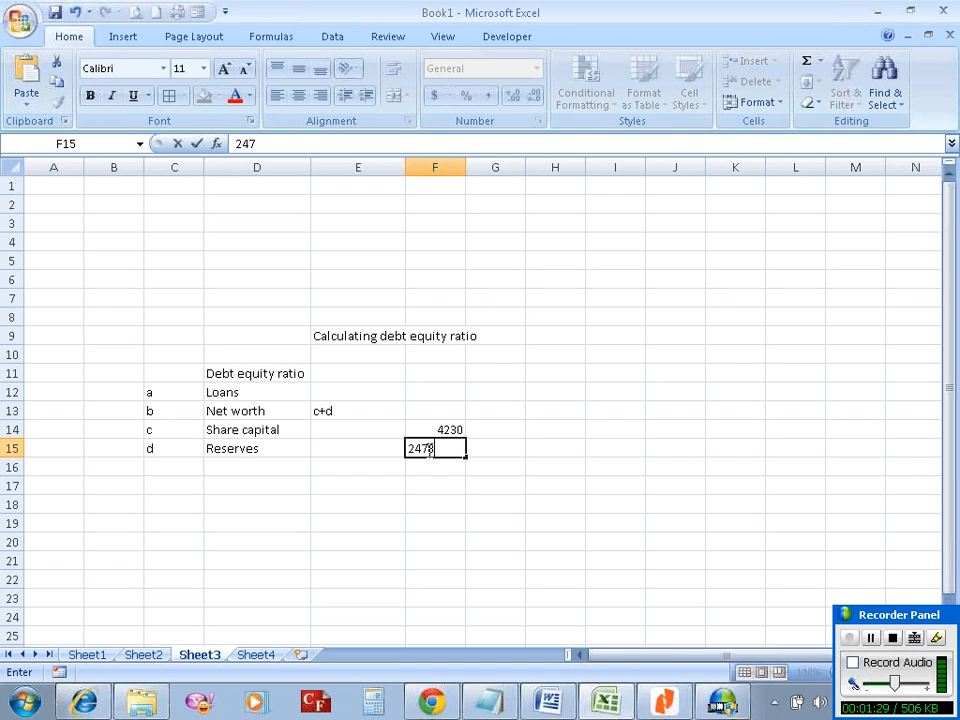 Book1 - Microsoft Excel
Home Insert Page Layout Formulas Data Review View Developer
Calibri 11 General Insert Σ
Paste B I U $ % , Conditional Formatting Format as Table Cell Styles Delete Format Sort & Filter Find & Select
Clipboard Font Alignment Number Styles Cells Editing
F15 fx 247
A B C D E F G H I J K L M N
1
2
3
4
5
6
7
8
9 Calculating debt equity ratio
10
11 Debt equity ratio
12 a Loans
13 b Net worth c+d
14 c Share capital 4230
15 d Reserves
16
17
18
19
20
21
22
23
24
25
Sheet1 Sheet2 Sheet3 Sheet4
Enter
Recorder Panel
Record Audio
00:01:29 / 506 KB